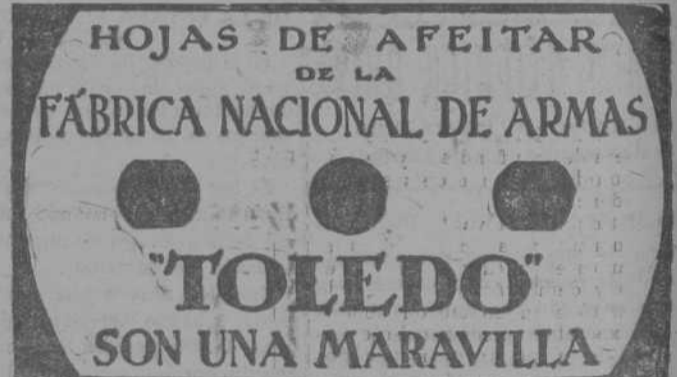 HOJAS DE AFEITAR
DE LA
FÁBRICA NACIONAL DE ARMAS
"TOLEDO"
SON UNA MARAVILLA